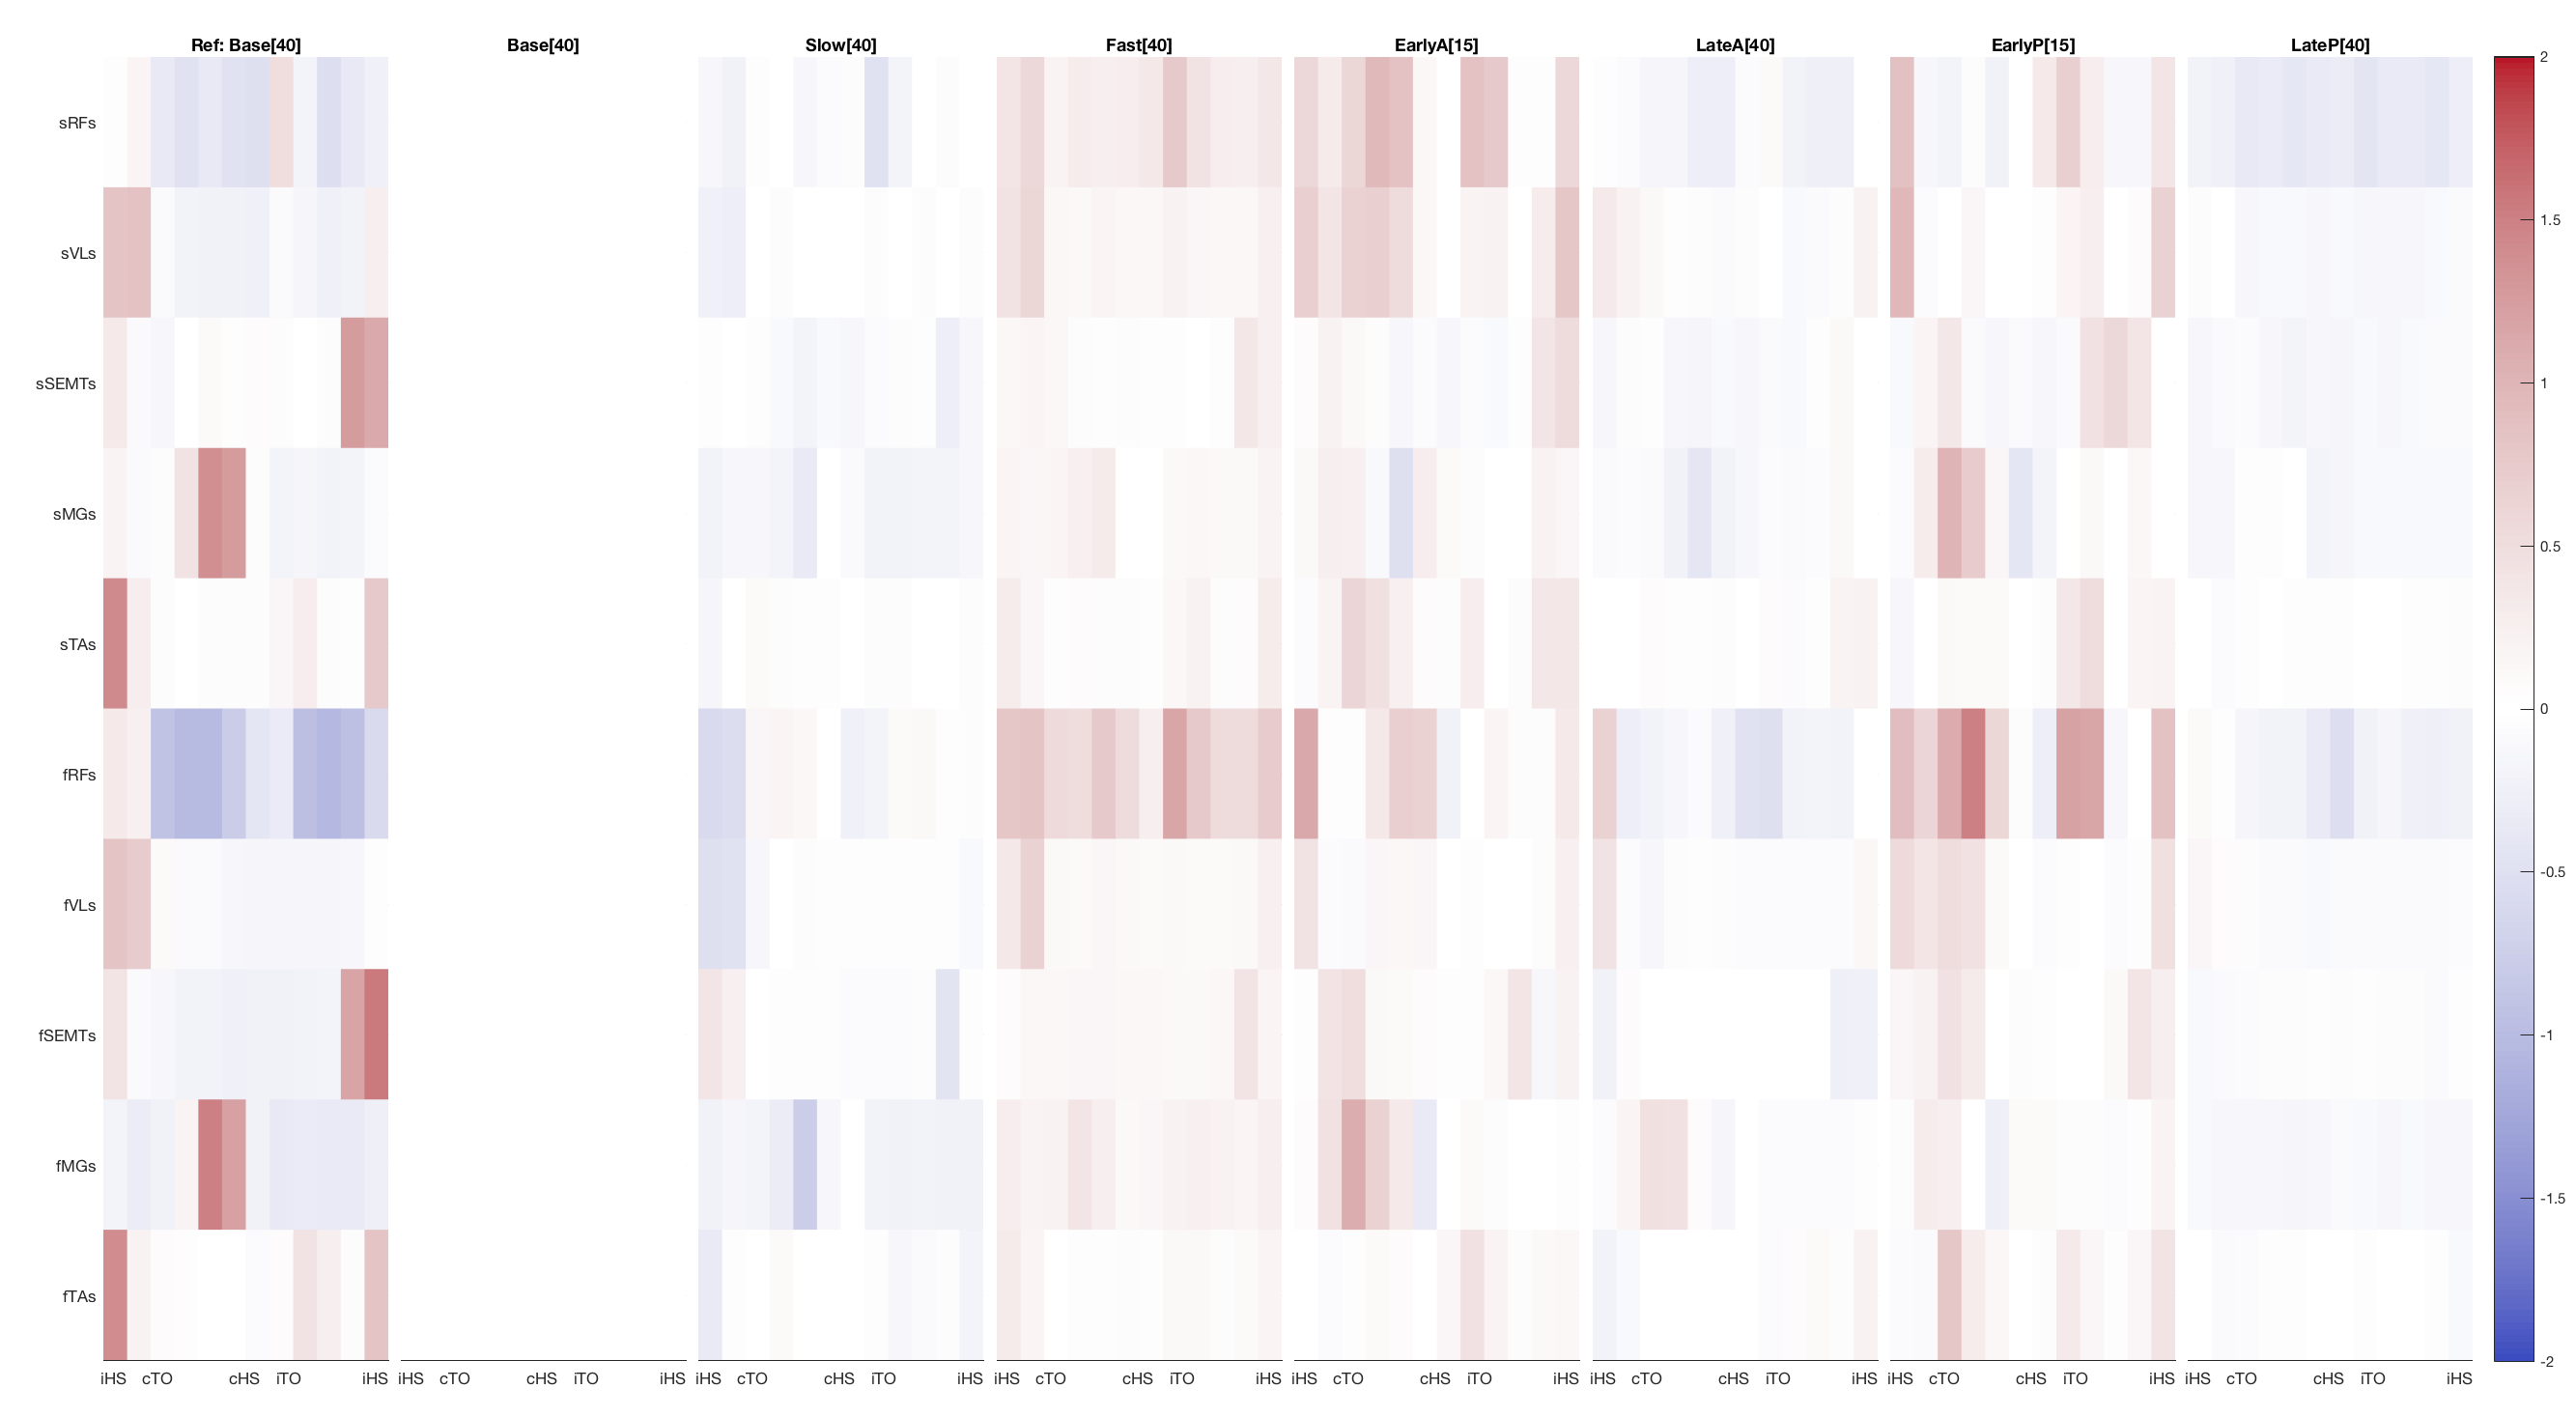 Ref: Base[40] Base[40] Slow[40] Fast[40] EarlyA[15] LateA[40] EarlyP[15] LateP[40]
sRFs
sVLs
sSEMTs
sMGs
sTAs
fRFs
fVLs
fSEMTs
fMGs
fTAs
iHS cTO cHS iTO iHS iHS cTO cHS iTO iHS iHS cTO cHS iTO iHS iHS cTO cHS iTO iHS iHS cTO cHS iTO iHS iHS cTO cHS iTO iHS iHS cTO cHS iTO iHS iHS cTO cHS iTO iHS
2
1.5
1
0.5
0
-0.5
-1
-1.5
-2